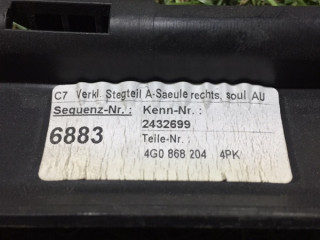 C7 Verkl. Stegteil A-Saeule rechts, soul AU
Sequenz-Nr.: Kenn-Nr.:
2432699
6883 Teile-Nr.:
4G0 868 204 4PK